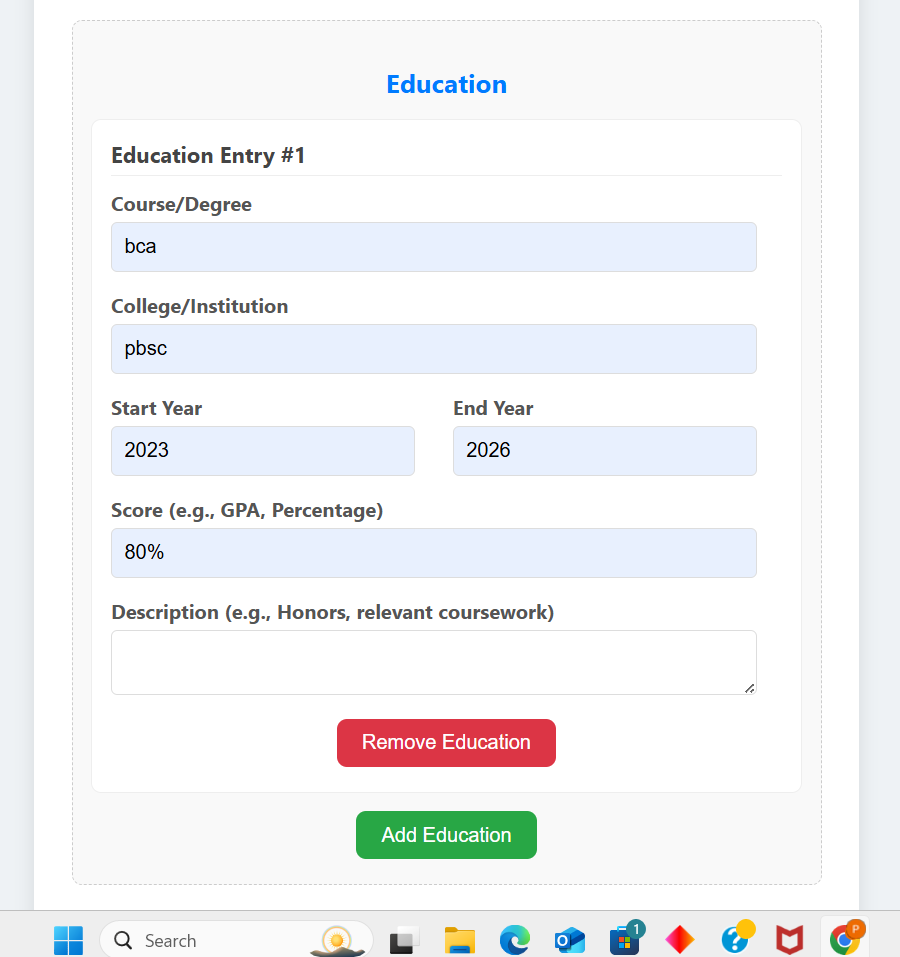 Education
Education Entry #1
Course/Degree
bca
College/Institution
pbsc
Start Year End Year
2023 2026
Score (e.g., GPA, Percentage)
80%
Description (e.g., Honors, relevant coursework)
Remove Education
Add Education
Search
1
P